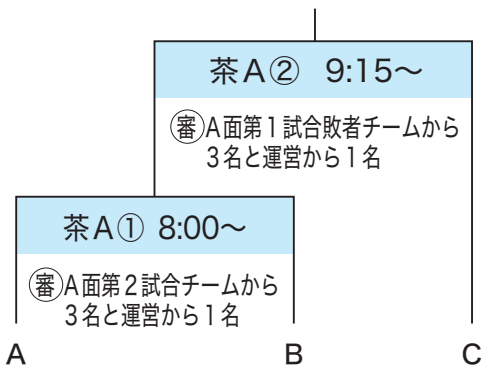 茶A② 9:15～
㊢A面第1試合敗者チームから
3名と運営から1名
茶A① 8:00～
㊢A面第2試合チームから
3名と運営から1名
A B C